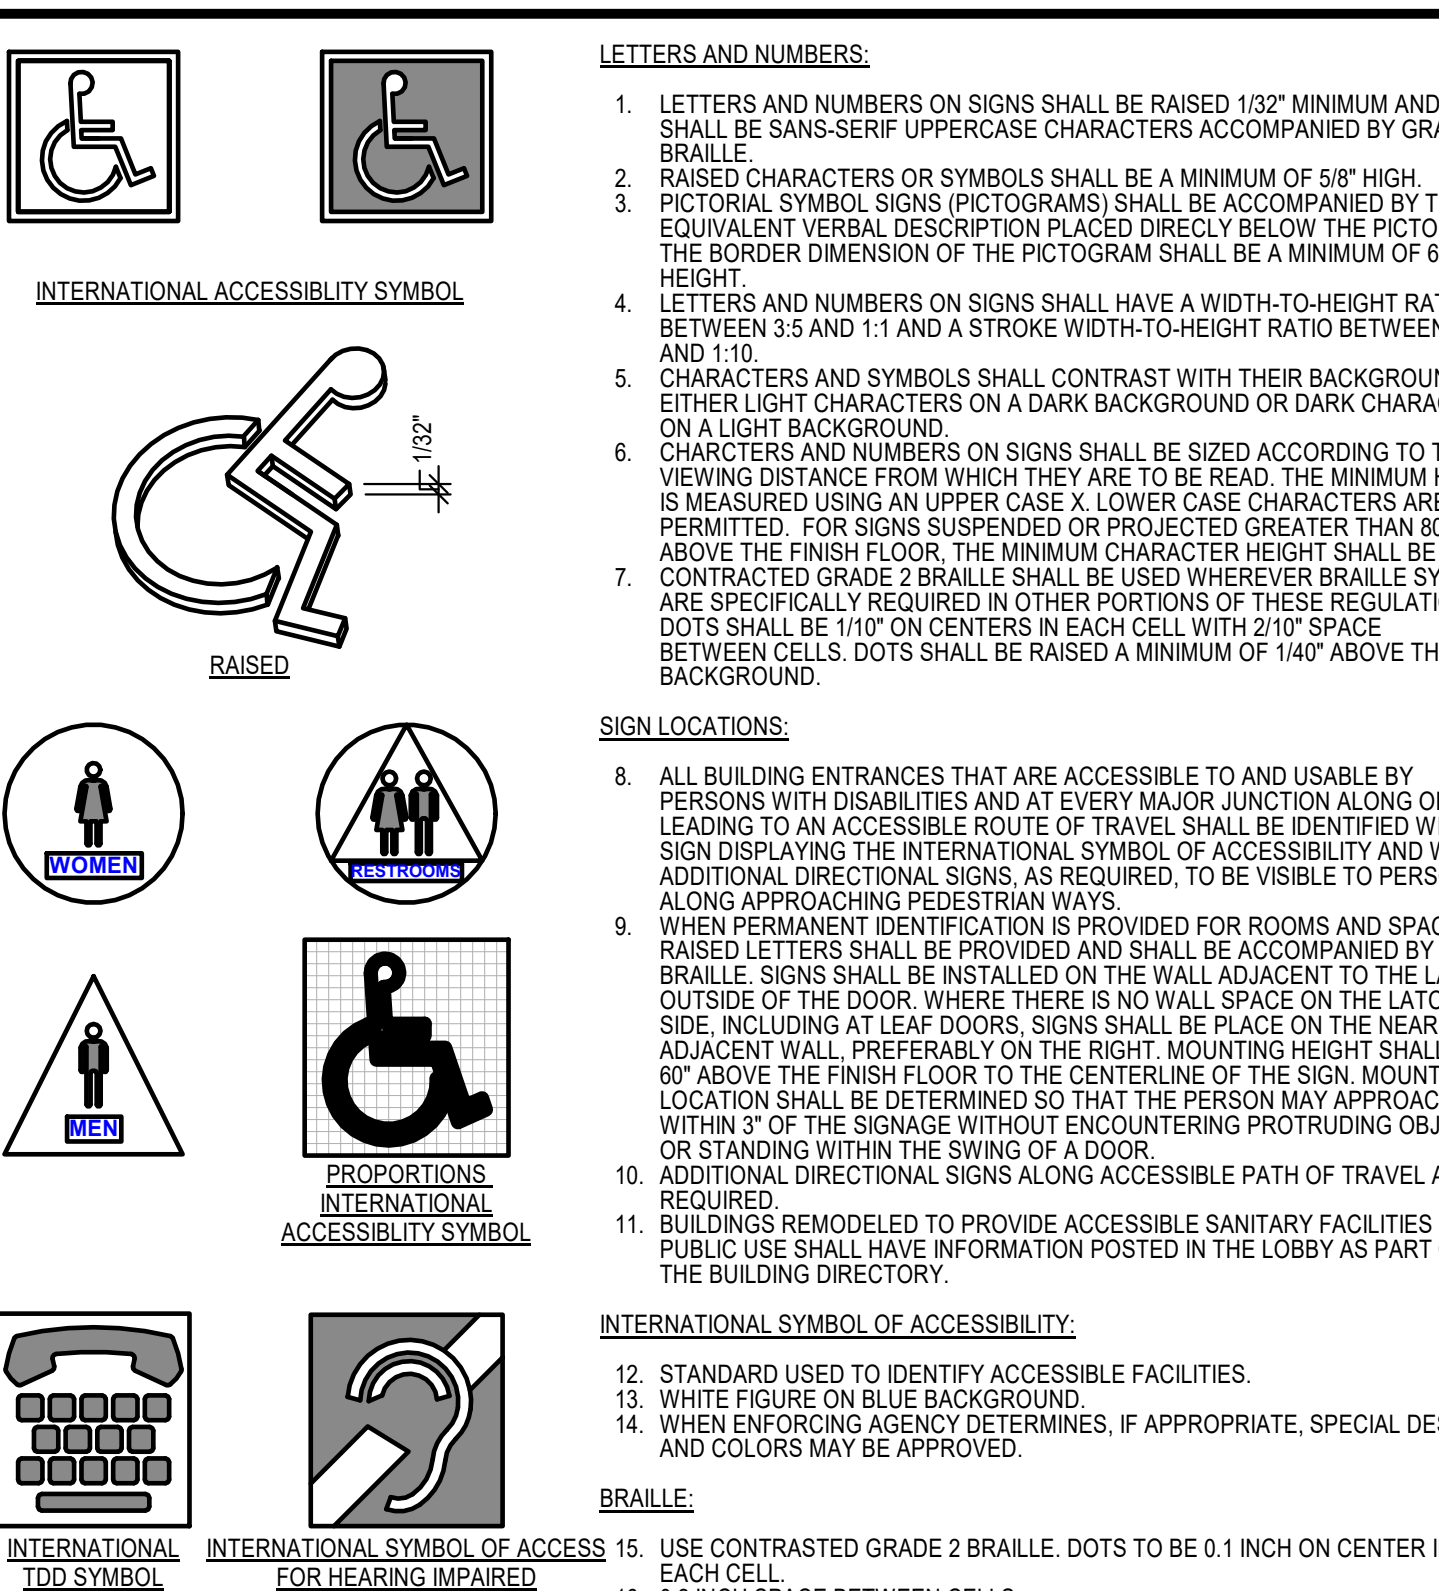 INTERNATIONAL ACCESSIBLITY SYMBOL
1/32"
RAISED
WOMEN
RESTROOMS
MEN
PROPORTIONS
INTERNATIONAL
ACCESSIBLITY SYMBOL
INTERNATIONAL
TDD SYMBOL
INTERNATIONAL SYMBOL OF ACCESS
FOR HEARING IMPAIRED
LETTERS AND NUMBERS:
1. LETTERS AND NUMBERS ON SIGNS SHALL BE RAISED 1/32" MINIMUM AND
SHALL BE SANS-SERIF UPPERCASE CHARACTERS ACCOMPANIED BY
BRAILLE.
2. RAISED CHARACTERS OR SYMBOLS SHALL BE A MINIMUM OF 5/8" HIGH.
3. PICTORIAL SYMBOL SIGNS (PICTOGRAMS) SHALL BE ACCOMPANIED BY
EQUIVALENT VERBAL DESCRIPTION PLACED DIRECLY BELOW THE
THE BORDER DIMENSION OF THE PICTOGRAM SHALL BE A MINIMUM OF
HEIGHT.
4. LETTERS AND NUMBERS ON SIGNS SHALL HAVE A WIDTH-TO-HEIGHT
BETWEEN 3:5 AND 1:1 AND A STROKE WIDTH-TO-HEIGHT RATIO BETWEEN
AND 1:10.
5. CHARACTERS AND SYMBOLS SHALL CONTRAST WITH THEIR
EITHER LIGHT CHARACTERS ON A DARK BACKGROUND OR DARK
ON A LIGHT BACKGROUND.
6. CHARCTERS AND NUMBERS ON SIGNS SHALL BE SIZED ACCORDING TO
VIEWING DISTANCE FROM WHICH THEY ARE TO BE READ. THE MINIMUM
IS MEASURED USING AN UPPER CASE X. LOWER CASE CHARACTERS ARE
PERMITTED. FOR SIGNS SUSPENDED OR PROJECTED GREATER THAN
ABOVE THE FINISH FLOOR, THE MINIMUM CHARACTER HEIGHT SHALL BE
7. CONTRACTED GRADE 2 BRAILLE SHALL BE USED WHEREVER BRAILLE
ARE SPECIFICALLY REQUIRED IN OTHER PORTIONS OF THESE
DOTS SHALL BE 1/10" ON CENTERS IN EACH CELL WITH 2/10" SPACE
BETWEEN CELLS. DOTS SHALL BE RAISED A MINIMUM OF 1/40" ABOVE
BACKGROUND.
SIGN LOCATIONS:
8. ALL BUILDING ENTRANCES THAT ARE ACCESSIBLE TO AND USABLE BY
PERSONS WITH DISABILITIES AND AT EVERY MAJOR JUNCTION ALONG
LEADING TO AN ACCESSIBLE ROUTE OF TRAVEL SHALL BE IDENTIFIED
SIGN DISPLAYING THE INTERNATIONAL SYMBOL OF ACCESSIBILITY AND
ADDITIONAL DIRECTIONAL SIGNS, AS REQUIRED, TO BE VISIBLE TO
ALONG APPROACHING PEDESTRIAN WAYS.
9. WHEN PERMANENT IDENTIFICATION IS PROVIDED FOR ROOMS AND
RAISED LETTERS SHALL BE PROVIDED AND SHALL BE ACCOMPANIED BY
BRAILLE. SIGNS SHALL BE INSTALLED ON THE WALL ADJACENT TO THE
OUTSIDE OF THE DOOR. WHERE THERE IS NO WALL SPACE ON THE
SIDE, INCLUDING AT LEAF DOORS, SIGNS SHALL BE PLACE ON THE
ADJACENT WALL, PREFERABLY ON THE RIGHT. MOUNTING HEIGHT
60" ABOVE THE FINISH FLOOR TO THE CENTERLINE OF THE SIGN.
LOCATION SHALL BE DETERMINED SO THAT THE PERSON MAY
WITHIN 3" OF THE SIGNAGE WITHOUT ENCOUNTERING PROTRUDING
OR STANDING WITHIN THE SWING OF A DOOR.
10. ADDITIONAL DIRECTIONAL SIGNS ALONG ACCESSIBLE PATH OF TRAVEL
REQUIRED.
11. BUILDINGS REMODELED TO PROVIDE ACCESSIBLE SANITARY FACILITIES
PUBLIC USE SHALL HAVE INFORMATION POSTED IN THE LOBBY AS PART
THE BUILDING DIRECTORY.
INTERNATIONAL SYMBOL OF ACCESSIBILITY:
12. STANDARD USED TO IDENTIFY ACCESSIBLE FACILITIES.
13. WHITE FIGURE ON BLUE BACKGROUND.
14. WHEN ENFORCING AGENCY DETERMINES, IF APPROPRIATE, SPECIAL
AND COLORS MAY BE APPROVED.
BRAILLE:
15. USE CONTRASTED GRADE 2 BRAILLE. DOTS TO BE 0.1 INCH ON CENTER
EACH CELL.